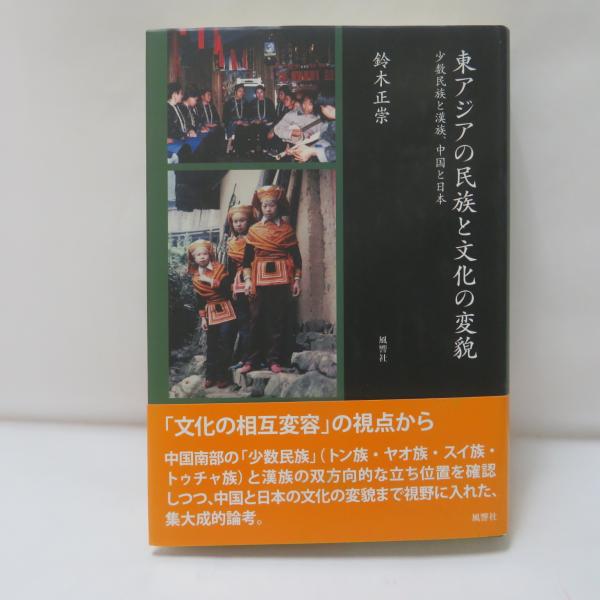 東アジアの民族と文化の変貌
少数民族と漢族、中国と日本
鈴木正崇
風響社
「文化の相互変容」の視点から
中国南部の「少数民族」（トン族・ヤオ族・スイ族・
トゥチャ族）と漢族の双方向的な立ち位置を確認
しつつ、中国と日本の文化の変貌まで視野に入れた、
集大成的論考。
風響社